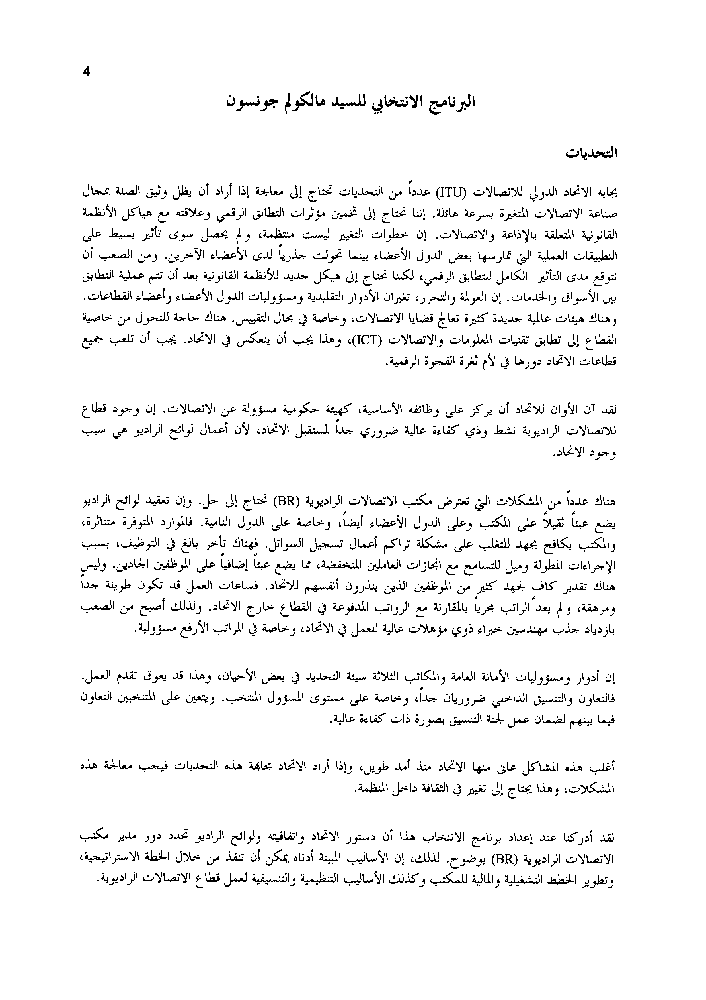 4
البرنامج الانتخابي للسيد مالكولم جونسون
التحديات
يجابه الاتحاد الدولي للاتصالات (ITU) عدداً من التحديات تحتاج إلى معالجة إذا أراد أن يظل وثيق الصلة بمجال
صناعة الاتصالات المتغيرة بسرعة هائلة. إننا نحتاج إلى تخمين مؤثرات التطابق الرقمي وعلاقته مع هياكل الأنظمة
القانونية المتعلقة بالإذاعة والاتصالات. إن خطوات التغيير ليست منتظمة، ولم يحصل سوى تأثير بسيط على
التطبيقات العملية التي تمارسها بعض الدول الأعضاء بينما تحولت جذرياً لدى الأعضاء الآخرين. ومن الصعب أن
نتوقع مدى التأثير الكامل للتطابق الرقمي، لكننا نحتاج إلى هيكل جديد للأنظمة القانونية بعد أن تتم عملية التطابق
بين الأسواق والخدمات. إن العولمة والتحرر، تغيران الأدوار التقليدية ومسؤوليات الدول الأعضاء وأعضاء القطاعات.
وهناك هيئات عالمية جديدة كثيرة تعالج قضايا الاتصالات، وخاصة في مجال التقييس. هناك حاجة للتحول من خاصية
القطاع إلى تطابق تقنيات المعلومات والاتصالات (ICT)، وهذا يجب أن ينعكس في الاتحاد. يجب أن تلعب جميع
قطاعات الاتحاد دورها في لأم ثغرة الفجوة الرقمية.
لقد آن الأوان للاتحاد أن يركز على وظائفه الأساسية، كهيئة حكومية مسؤولة عن الاتصالات. إن وجود قطاع
للاتصالات الراديوية نشط وذي كفاءة عالية ضروري جداً لمستقبل الاتحاد، لأن أعمال لوائح الراديو هي سبب
وجود الاتحاد.
هناك عدداً من المشكلات التي تعترض مكتب الاتصالات الراديوية (BR) تحتاج إلى حل. وإن تعقيد لوائح الراديو
يضع عبئاً ثقيلاً على المكتب وعلى الدول الأعضاء أيضاً، وخاصة على الدول النامية. فالموارد المتوفرة متناثرة،
والمكتب يكافح بجهد للتغلب على مشكلة تراكم أعمال تسجيل السواتل. فهناك تأخر بالغ في التوظيف، بسبب
الإجراءات المطولة وميل للتسامح مع انجازات العاملين المنخفضة، مما يضع عبئاً إضافياً على الموظفين الجادين. وليس
هناك تقدير كافٍ لجهد كثيرٍ من الموظفين الذين ينذرون أنفسهم للاتحاد. فساعات العمل قد تكون طويلة جداً
ومرهقة، ولم يعد الراتب مجزياً بالمقارنة مع الرواتب المدفوعة في القطاع خارج الاتحاد. ولذلك أصبح من الصعب
بازدياد جذب مهندسين خبراء ذوي مؤهلات عالية للعمل في الاتحاد، وخاصة في المراتب الأرفع مسؤولية.
إن أدوار ومسؤوليات الأمانة العامة والمكاتب الثلاثة سيئة التحديد في بعض الأحيان، وهذا قد يعوق تقدم العمل.
فالتعاون والتنسيق الداخلي ضروريان جداً، وخاصة على مستوى المسؤول المنتخب. ويتعين على المتنخبين التعاون
فيما بينهم لضمان عمل لجنة التنسيق بصورة ذات كفاءة عالية.
أغلب هذه المشاكل عانى منها الاتحاد منذ أمد طويل، وإذا أراد الاتحاد مجابهة هذه التحديات فيجب معالجة هذه
المشكلات، وهذا يحتاج إلى تغيير في الثقافة داخل المنظمة.
لقد أدركنا عند إعداد برنامج الانتخاب هذا أن دستور الاتحاد واتفاقيته ولوائح الراديو تحدد دور مدير مكتب
الاتصالات الراديوية (BR) بوضوح. لذلك، إن الأساليب المبينة أدناه يمكن أن تنفذ من خلال الخطة الاستراتيجية،
وتطوير الخطط التشغيلية والمالية للمكتب وكذلك الأساليب التنظيمية والتنسيقية لعمل قطاع الاتصالات الراديوية.